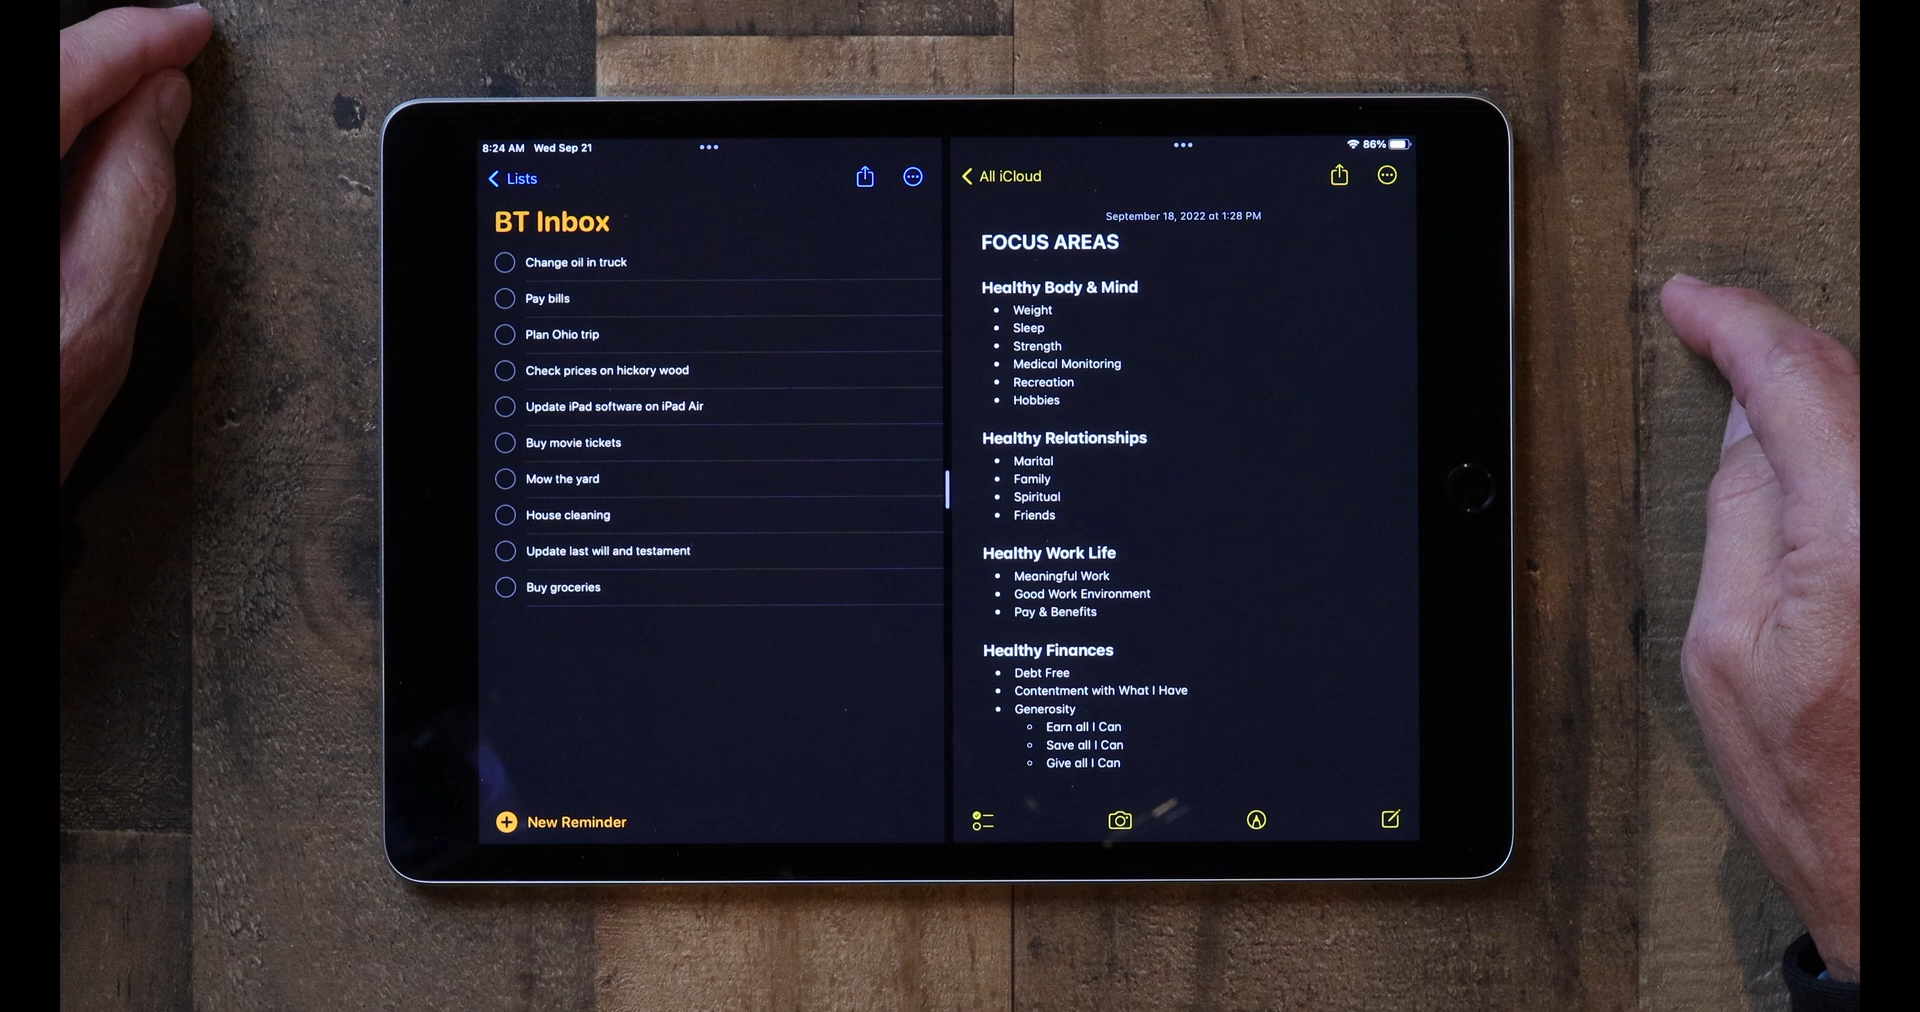 8:24 AM Wed Sep 21
Lists
BT Inbox
Change oil in truck
Pay bills
Plan Ohio trip
Check prices on hickory wood
Update iPad software on iPad Air
Buy movie tickets
Mow the yard
House cleaning
Update last will and testament
Buy groceries
New Reminder
86%
All iCloud
September 18, 2022 at 1:28 PM
FOCUS AREAS
Healthy Body & Mind
• Weight
• Sleep
• Strength
• Medical Monitoring
• Recreation
• Hobbies
Healthy Relationships
• Marital
• Family
• Spiritual
• Friends
Healthy Work Life
• Meaningful Work
• Good Work Environment
• Pay & Benefits
Healthy Finances
• Debt Free
• Contentment with What I Have
• Generosity
◦ Earn all I Can
◦ Save all I Can
◦ Give all I Can